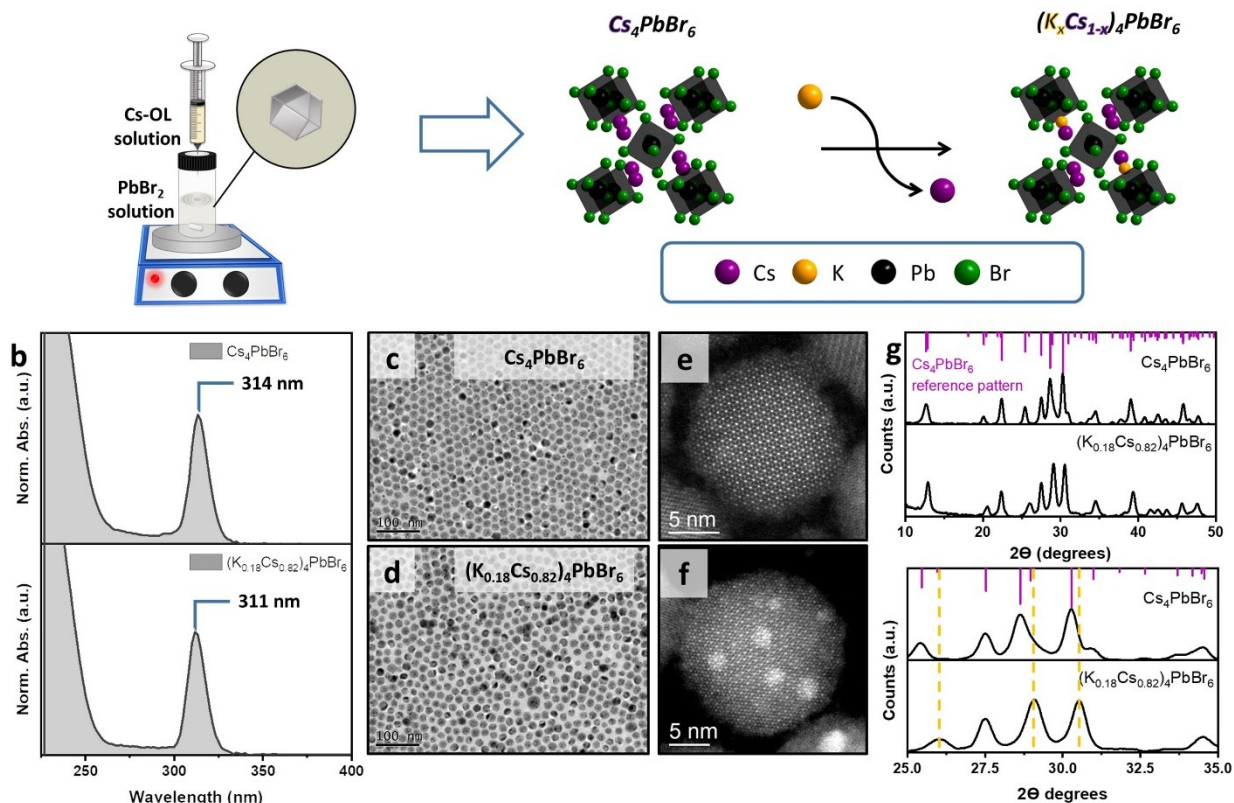 Cs₄PbBr₆
(KₓCs₁₋ₓ)₄PbBr₆
Cs-OL
solution
PbBr₂
solution
Cs K Pb Br
b
Norm. Abs. (a.u.)
Cs₄PbBr₆
314 nm
Norm. Abs. (a.u.)
(K₀.₁₈Cs₀.₈₂)₄PbBr₆
311 nm
225 250 275 300 325 350 375 400
Wavelength (nm)
c
Cs₄PbBr₆
100 nm
d
(K₀.₁₈Cs₀.₈₂)₄PbBr₆
100 nm
e
5 nm
f
5 nm
g
Counts (a.u.)
Cs₄PbBr₆
reference pattern
Cs₄PbBr₆
(K₀.₁₈Cs₀.₈₂)₄PbBr₆
10 20 30 40 50
2Θ (degrees)
Counts (a.u.)
Cs₄PbBr₆
(K₀.₁₈Cs₀.₈₂)₄PbBr₆
25.0 27.5 30.0 32.5 35.0
2Θ degrees